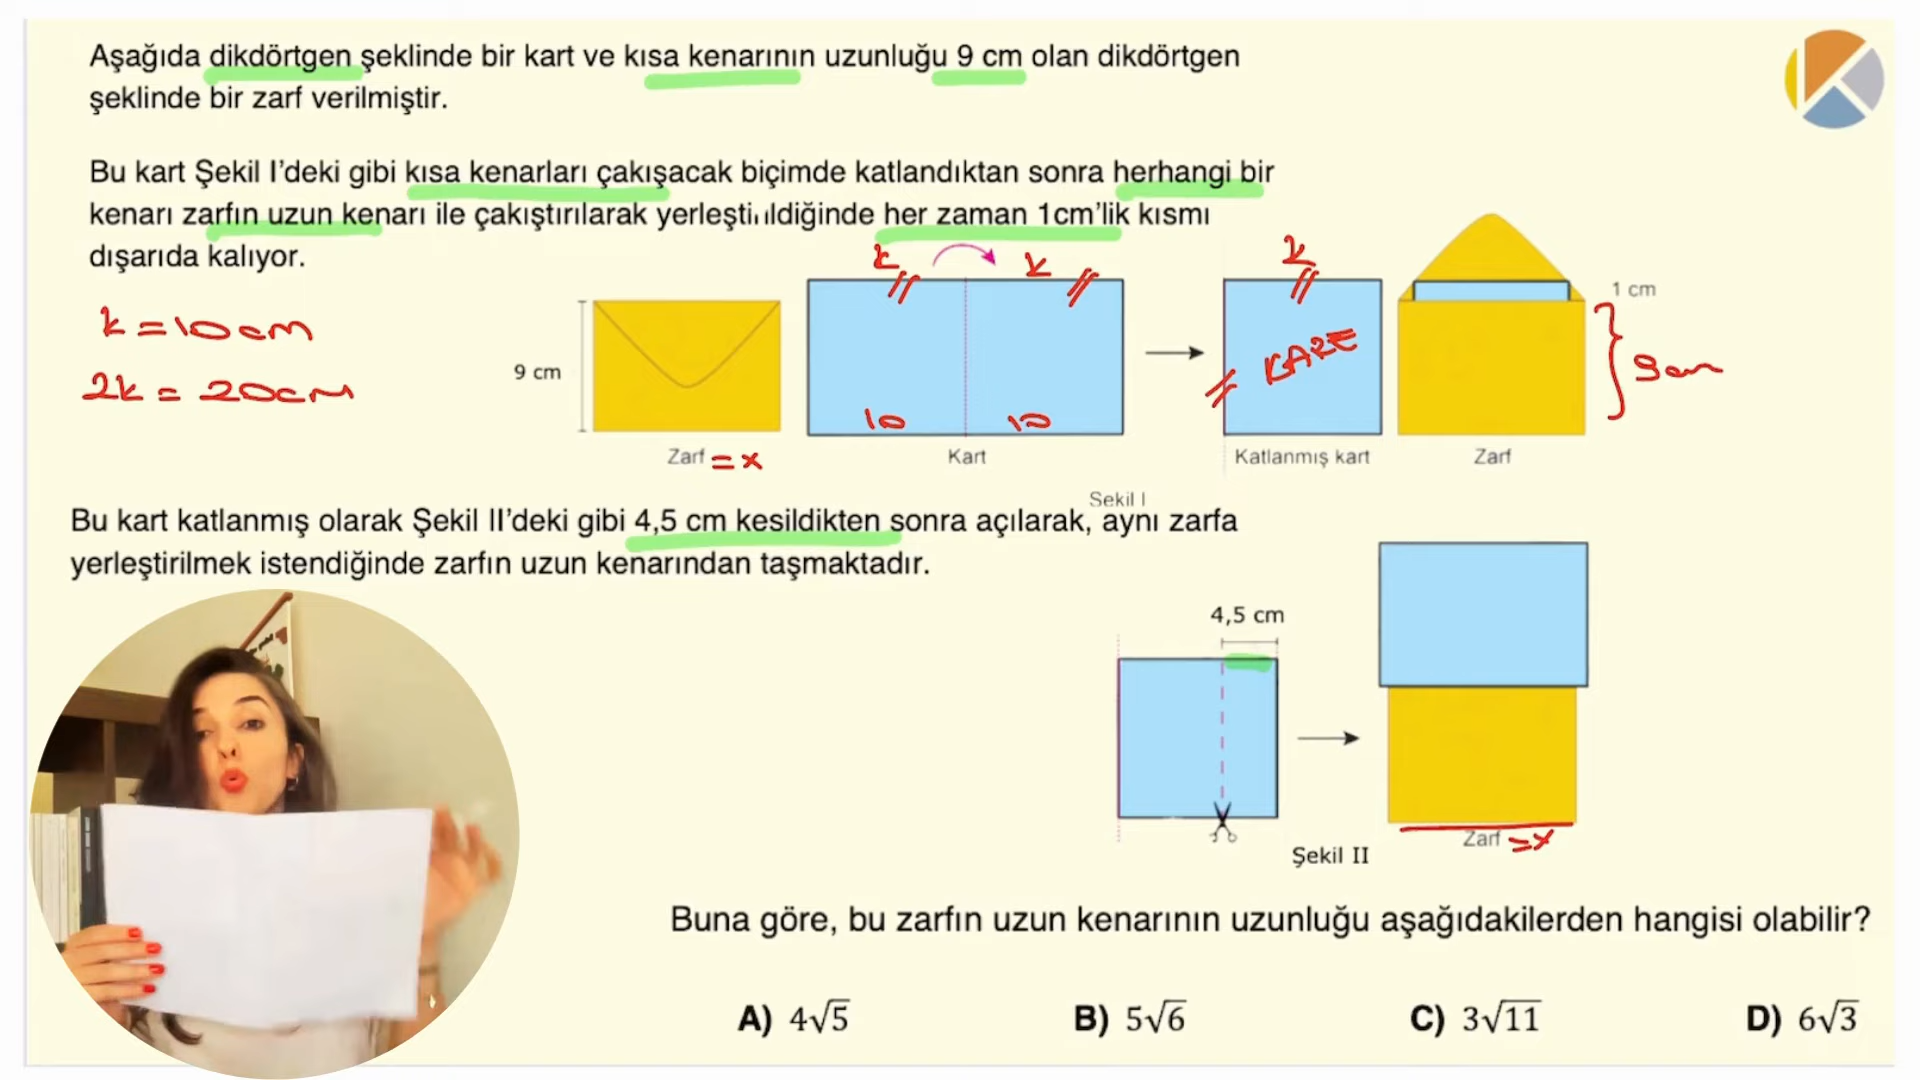 Aşağıda dikdörtgen şeklinde bir kart ve kısa kenarının uzunluğu 9 cm olan dikdörtgen
şeklinde bir zarf verilmiştir.
Bu kart Şekil I'deki gibi kısa kenarları çakışacak biçimde katlandıktan sonra herhangi bir
kenarı zarfın uzun kenarı ile çakıştırılarak yerleştirildiğinde her zaman 1cm'lik kısmı
dışarıda kalıyor.
k k k
k = 10cm
2k = 20cm
9 cm
KARE
1 cm
9cm
10 10
Zarf = x
Kart
Katlanmış kart
Zarf
Şekil I
Bu kart katlanmış olarak Şekil II'deki gibi 4,5 cm kesildikten sonra açılarak, aynı zarfa
yerleştirilmek istendiğinde zarfın uzun kenarından taşmaktadır.
4,5 cm
Zarf = x
Şekil II
Buna göre, bu zarfın uzun kenarının uzunluğu aşağıdakilerden hangisi olabilir?
A) 4√5 B) 5√6 C) 3√11 D) 6√3